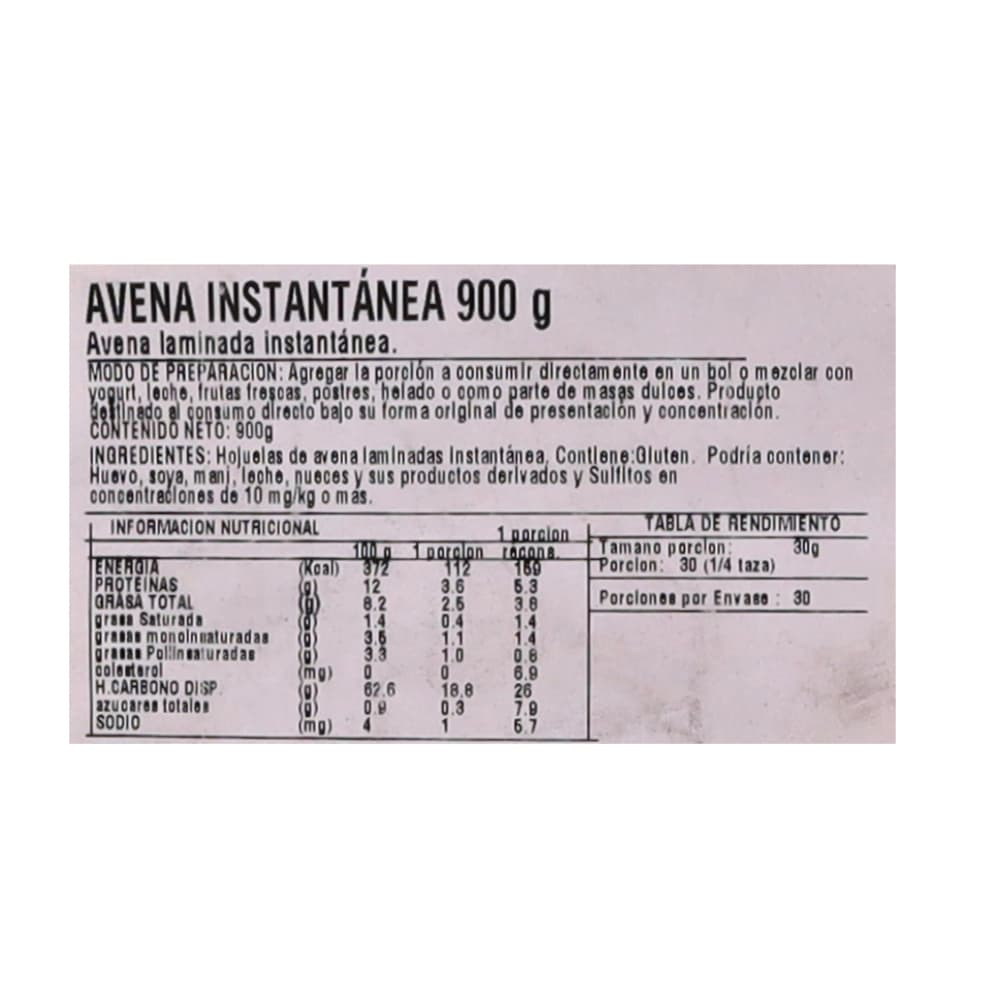 AVENA INSTANTÁNEA 900 g
Avena laminada instantánea.
MODO DE PREPARACION: Agregar la porción a consumir directamente en un bol o mezclar con
yogurt, leche, frutas frescas, postres, helado o como parte de masas dulces. Producto
destinado al consumo directo bajo su forma original de presentación y concentración.
CONTENIDO NETO: 900g
INGREDIENTES: Hojuelas de avena laminadas Instantánea, Contiene:Gluten. Podría contener:
Huevo, soya, mani, leche, nueces y sus productos derivados y Sulfitos en
concentraciones de 10 mg/kg o mas.
INFORMACION NUTRICIONAL
100 g 1 porcion 1 porcion recons.
ENERGIA (Kcal) 372 112 169
PROTEINAS (g) 12 3.6 5.3
GRASA TOTAL (g) 8.2 2.5 3.8
grasa Saturada (g) 1.4 0.4 1.4
grasas monoinsaturadas (g) 3.5 1.1 1.4
grasas Poliinsaturadas (g) 3.3 1.0
colesterol (mg) 0 0 6.9
H.CARBONO DISP. (g) 62.6 18.8 26
azucares totales (g) 0.9 0.3 7.9
SODIO (mg) 4 1
TABLA DE RENDIMIENTO
Tamano porcion: 30g
Porcion: 30 (1/4 taza)
Porciones por Envase : 30